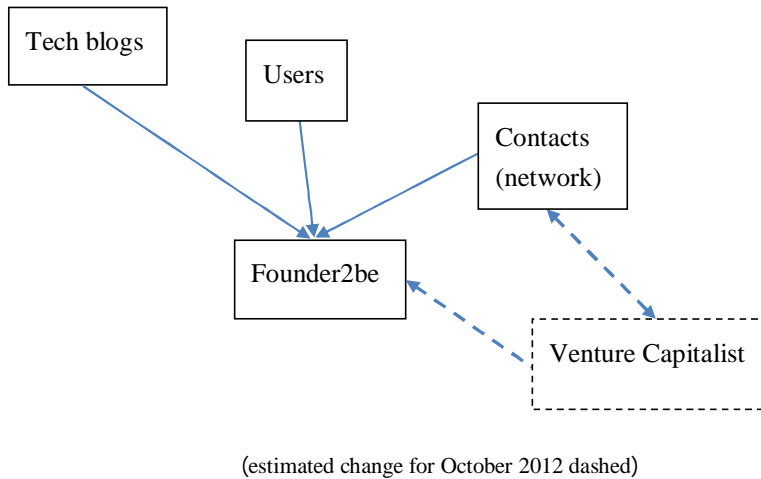 Tech blogs
Users
Contacts
(network)
Founder2be
Venture Capitalist
(estimated change for October 2012 dashed)